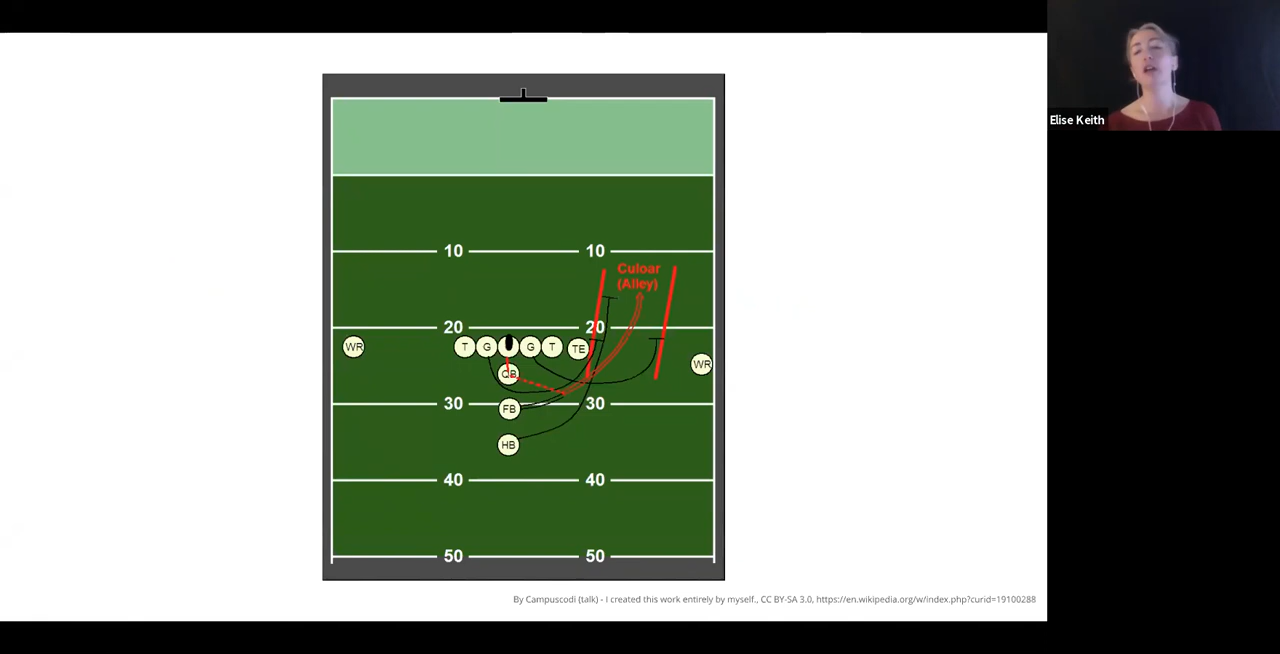 Elise Keith
10 10
Culoar
(Alley)
20 20
WR T G G T TE WR
QB
30 30
FB
HB
40 40
50 50
By Campuscodi (talk) - I created this work entirely by myself., CC BY-SA 3.0, https://en.wikipedia.org/w/index.php?curid=19100288